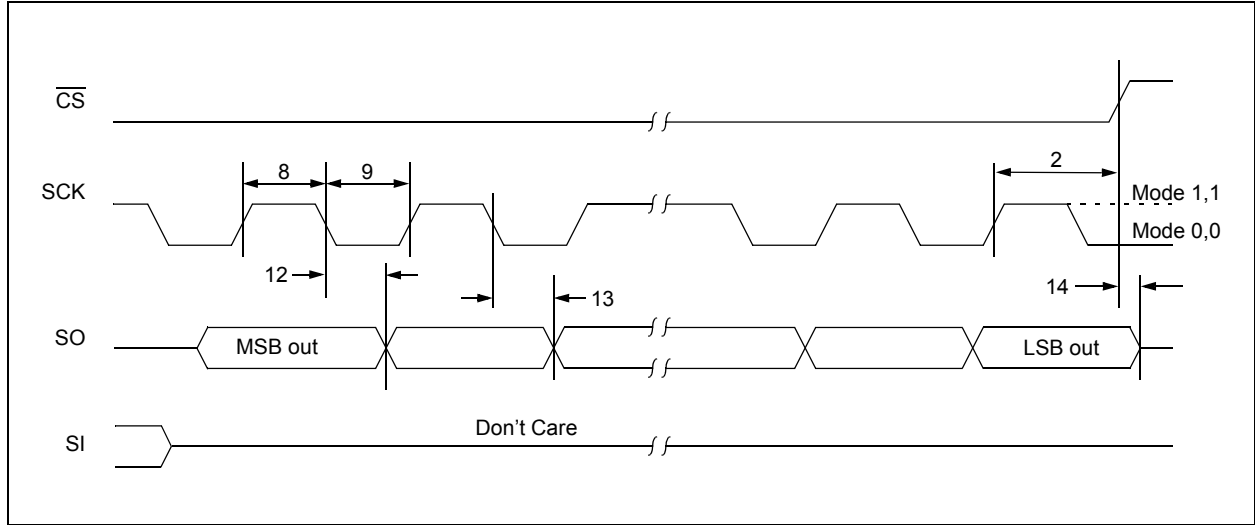 CS
8
9
2
SCK
Mode 1,1
Mode 0,0
12
13
14
SO
MSB out
LSB out
SI
Don't Care